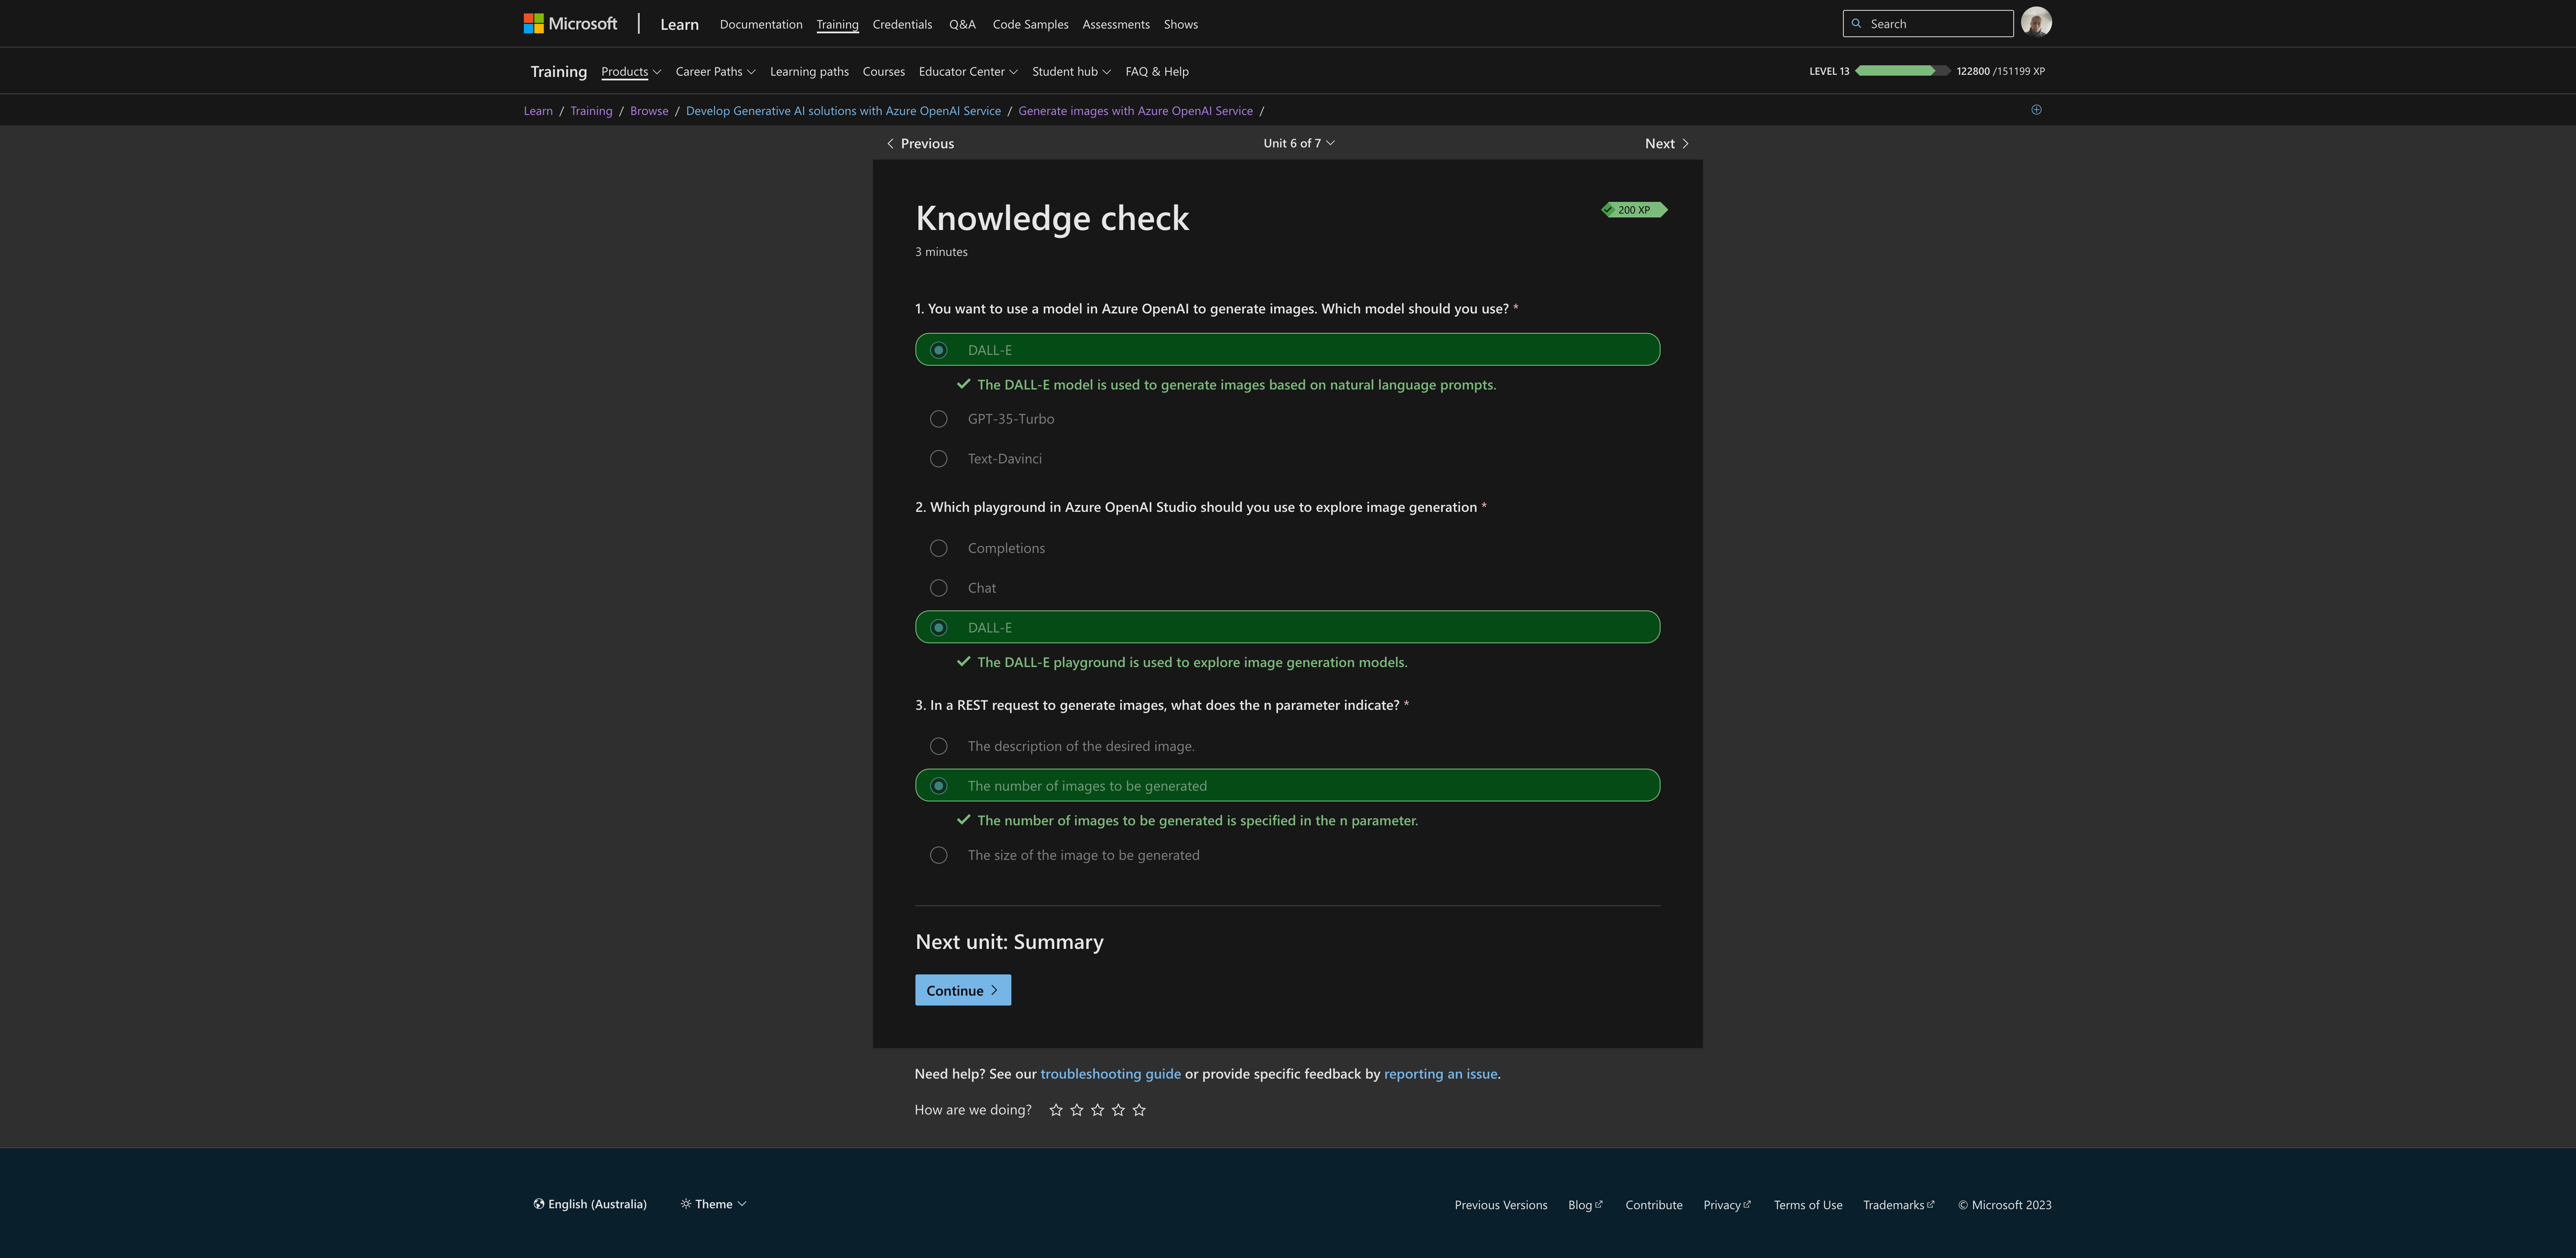 Microsoft | Learn Documentation Training Credentials Q&A Code Samples Assessments Shows Search
Training Products Career Paths Learning paths Courses Educator Center Student hub FAQ & Help LEVEL 13 122800 /151199 XP
Learn / Training / Browse / Develop Generative AI solutions with Azure OpenAI Service / Generate images with Azure OpenAI Service /
Previous Unit 6 of 7 Next
Knowledge check
200 XP
3 minutes
1. You want to use a model in Azure OpenAI to generate images. Which model should you use? *
DALL-E
The DALL-E model is used to generate images based on natural language prompts.
GPT-35-Turbo
Text-Davinci
2. Which playground in Azure OpenAI Studio should you use to explore image generation *
Completions
Chat
DALL-E
The DALL-E playground is used to explore image generation models.
3. In a REST request to generate images, what does the n parameter indicate? *
The description of the desired image.
The number of images to be generated
The number of images to be generated is specified in the n parameter.
The size of the image to be generated
Next unit: Summary
Continue
Need help? See our troubleshooting guide or provide specific feedback by reporting an issue.
How are we doing?
English (Australia) Theme Previous Versions Blog Contribute Privacy Terms of Use Trademarks © Microsoft 2023